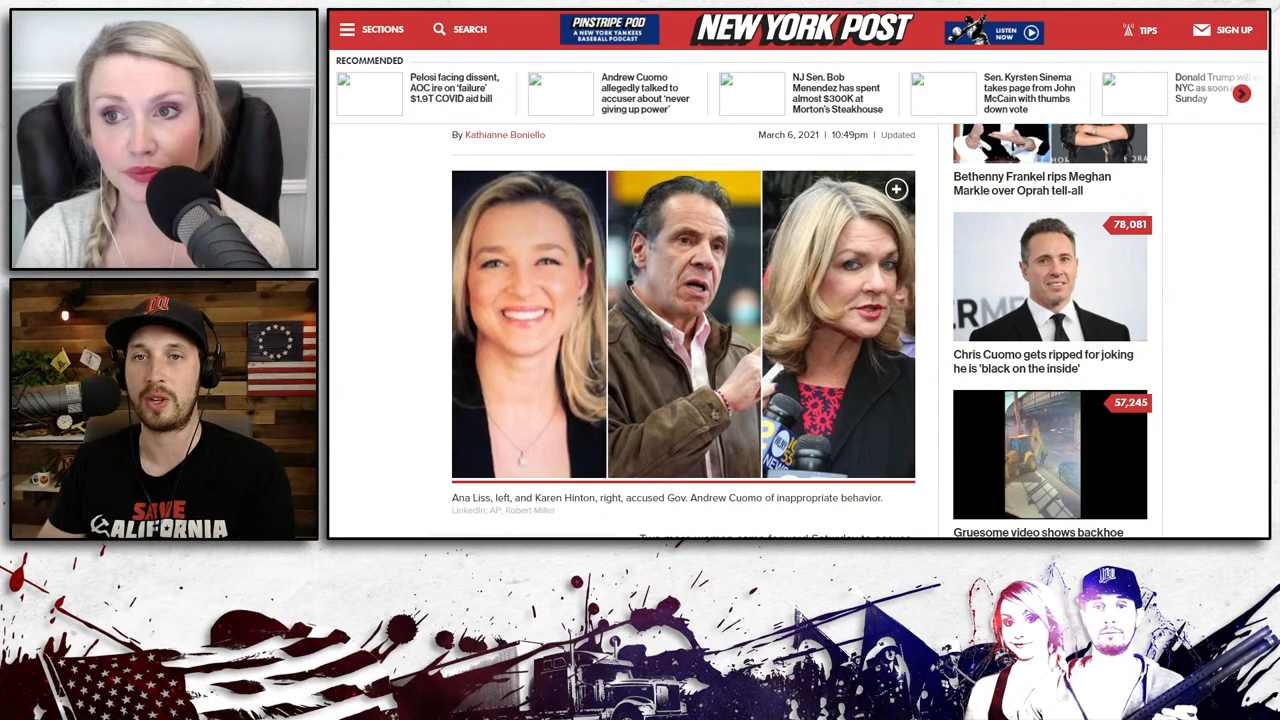 SECTIONS
SEARCH
PINSTRIPE POD
A NEW YORK YANKEES
BASEBALL PODCAST
NEW YORK POST
LISTEN
NOW
TIPS
SIGN UP
RECOMMENDED
Pelosi facing dissent,
AOC ire on 'failure'
$1.9T COVID aid bill
Andrew Cuomo
allegedly talked to
accuser about 'never
giving up power'
NJ Sen. Bob
Menendez has spent
almost $300K at
Morton's Steakhouse
Sen. Kyrsten Sinema
takes page from John
McCain with thumbs
down vote
Donald Trump will
NYC as soon
Sunday
By Kathianne Boniello
March 6, 2021 | 10:49pm | Updated
Bethenny Frankel rips Meghan
Markle over Oprah tell-all
78,081
Chris Cuomo gets ripped for joking
he is 'black on the inside'
57,245
Gruesome video shows backhoe
Ana Liss, left, and Karen Hinton, right, accused Gov. Andrew Cuomo of inappropriate behavior.
LinkedIn; AP; Robert Miller
SAVE
CALIFORNIA